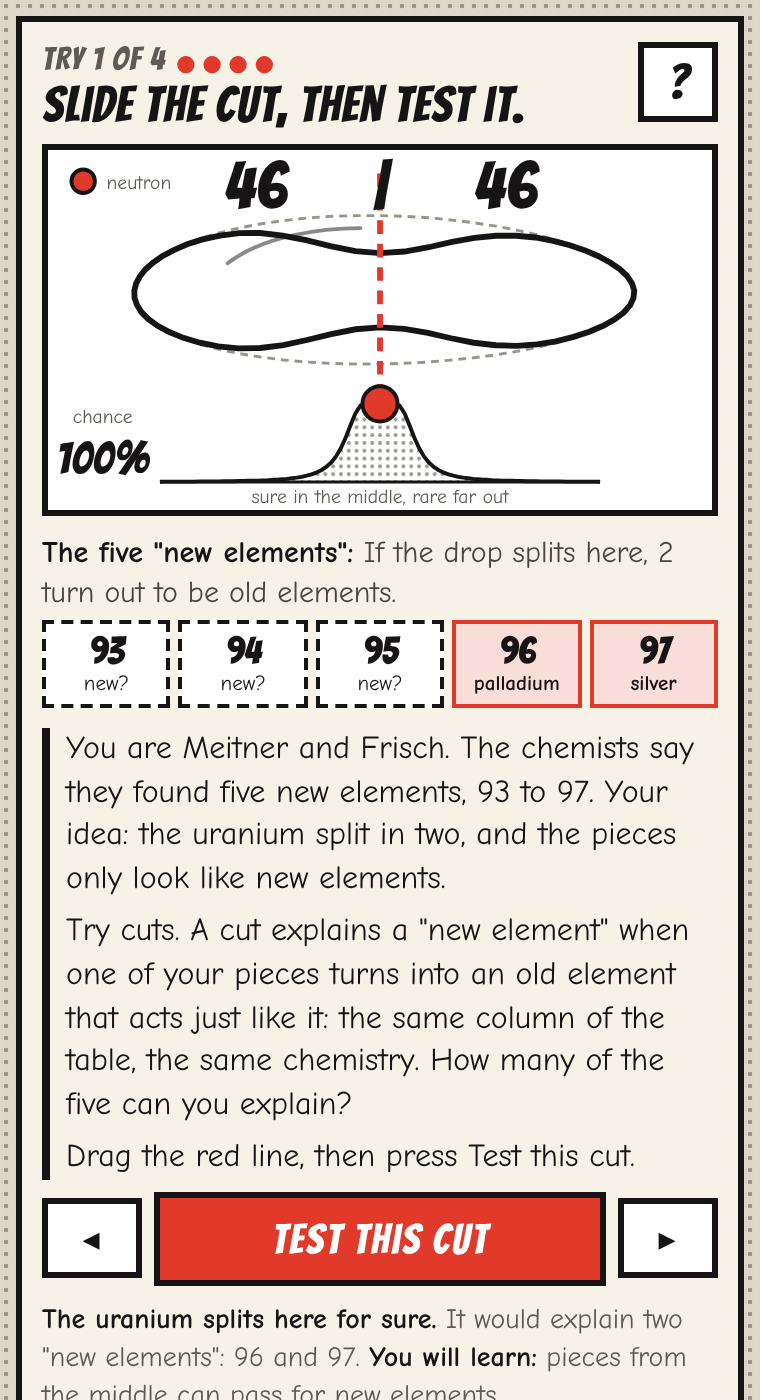 TRY 1 OF 4
SLIDE THE CUT, THEN TEST IT.
?
neutron
46 / 46
chance
100%
sure in the middle, rare far out
The five "new elements": If the drop splits here, 2
turn out to be old elements.
93
new?
94
new?
95
new?
96
palladium
97
silver
You are Meitner and Frisch. The chemists say
they found five new elements, 93 to 97. Your
idea: the uranium split in two, and the pieces
only look like new elements.
Try cuts. A cut explains a "new element" when
one of your pieces turns into an old element
that acts just like it: the same column of the
table, the same chemistry. How many of the
five can you explain?
Drag the red line, then press Test this cut.
◄
TEST THIS CUT
►
The uranium splits here for sure. It would explain two
"new elements": 96 and 97. You will learn: pieces from
the middle can pass for new elements.